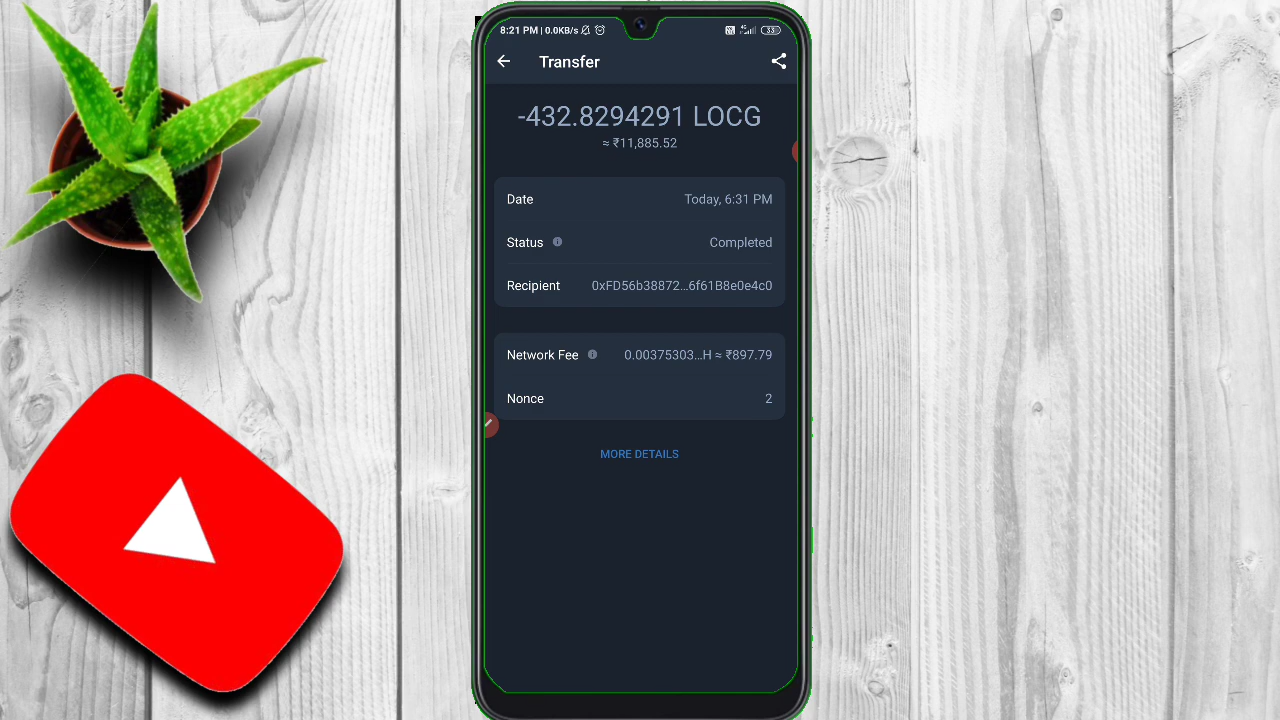 8:21 PM | 0.0KB/s
33
Transfer
-432.8294291 LOCG
≈ ₹11,885.52
Date Today, 6:31 PM
Status Completed
Recipient 0xFD56b38872...6f61B8e0e4c0
Network Fee 0.00375303...H ≈ ₹897.79
Nonce 2
MORE DETAILS